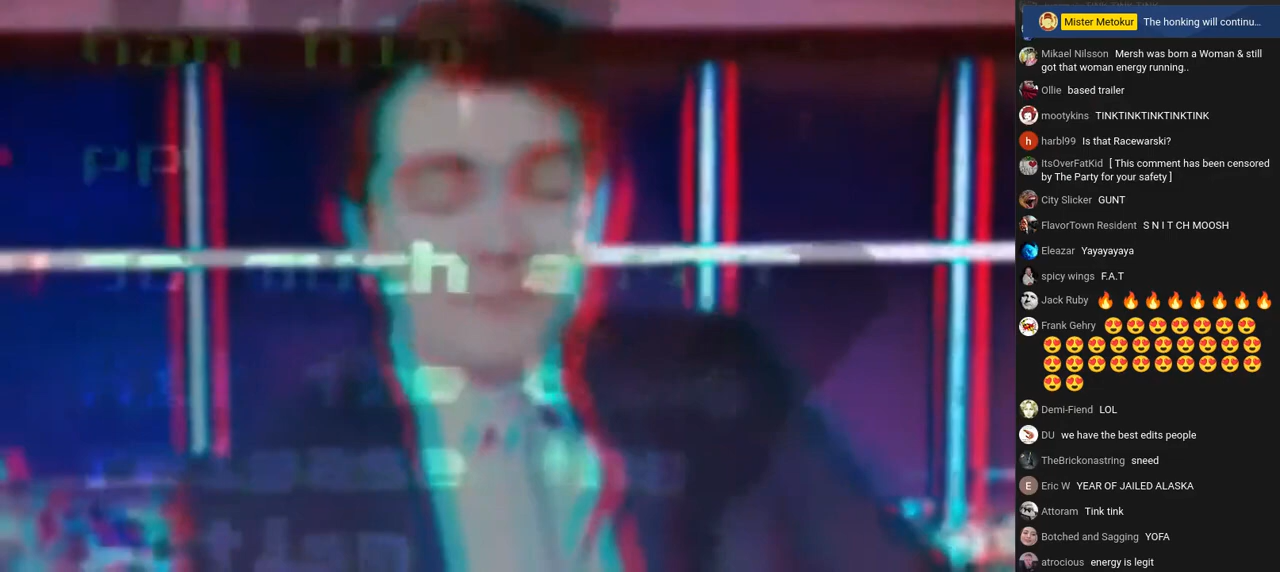 Mister Metokur The honking will continu...
Mikael Nilsson Mersh was born a Woman & still
got that woman energy running..
Ollie based trailer
mootykins TINKTINKTINKTINKTINK
h harbl99 Is that Racewarski?
ItsOverFatKid [ This comment has been censored
by The Party for your safety ]
City Slicker GUNT
FlavorTown Resident S N I T CH MOOSH
Eleazar Yayayayaya
spicy wings F.A.T
Jack Ruby 🔥 🔥 🔥 🔥 🔥 🔥 🔥 🔥
Frank Gehry 😍 😍 😍 😍 😍 😍 😍
😍 😍 😍 😍 😍 😍 😍 😍 😍 😍
😍 😍 😍 😍 😍 😍 😍 😍 😍 😍
😍 😍
Demi-Fiend LOL
DU we have the best edits people
TheBrickonastring sneed
E Eric W YEAR OF JAILED ALASKA
Attoram Tink tink
Botched and Sagging YOFA
atrocious energy is legit